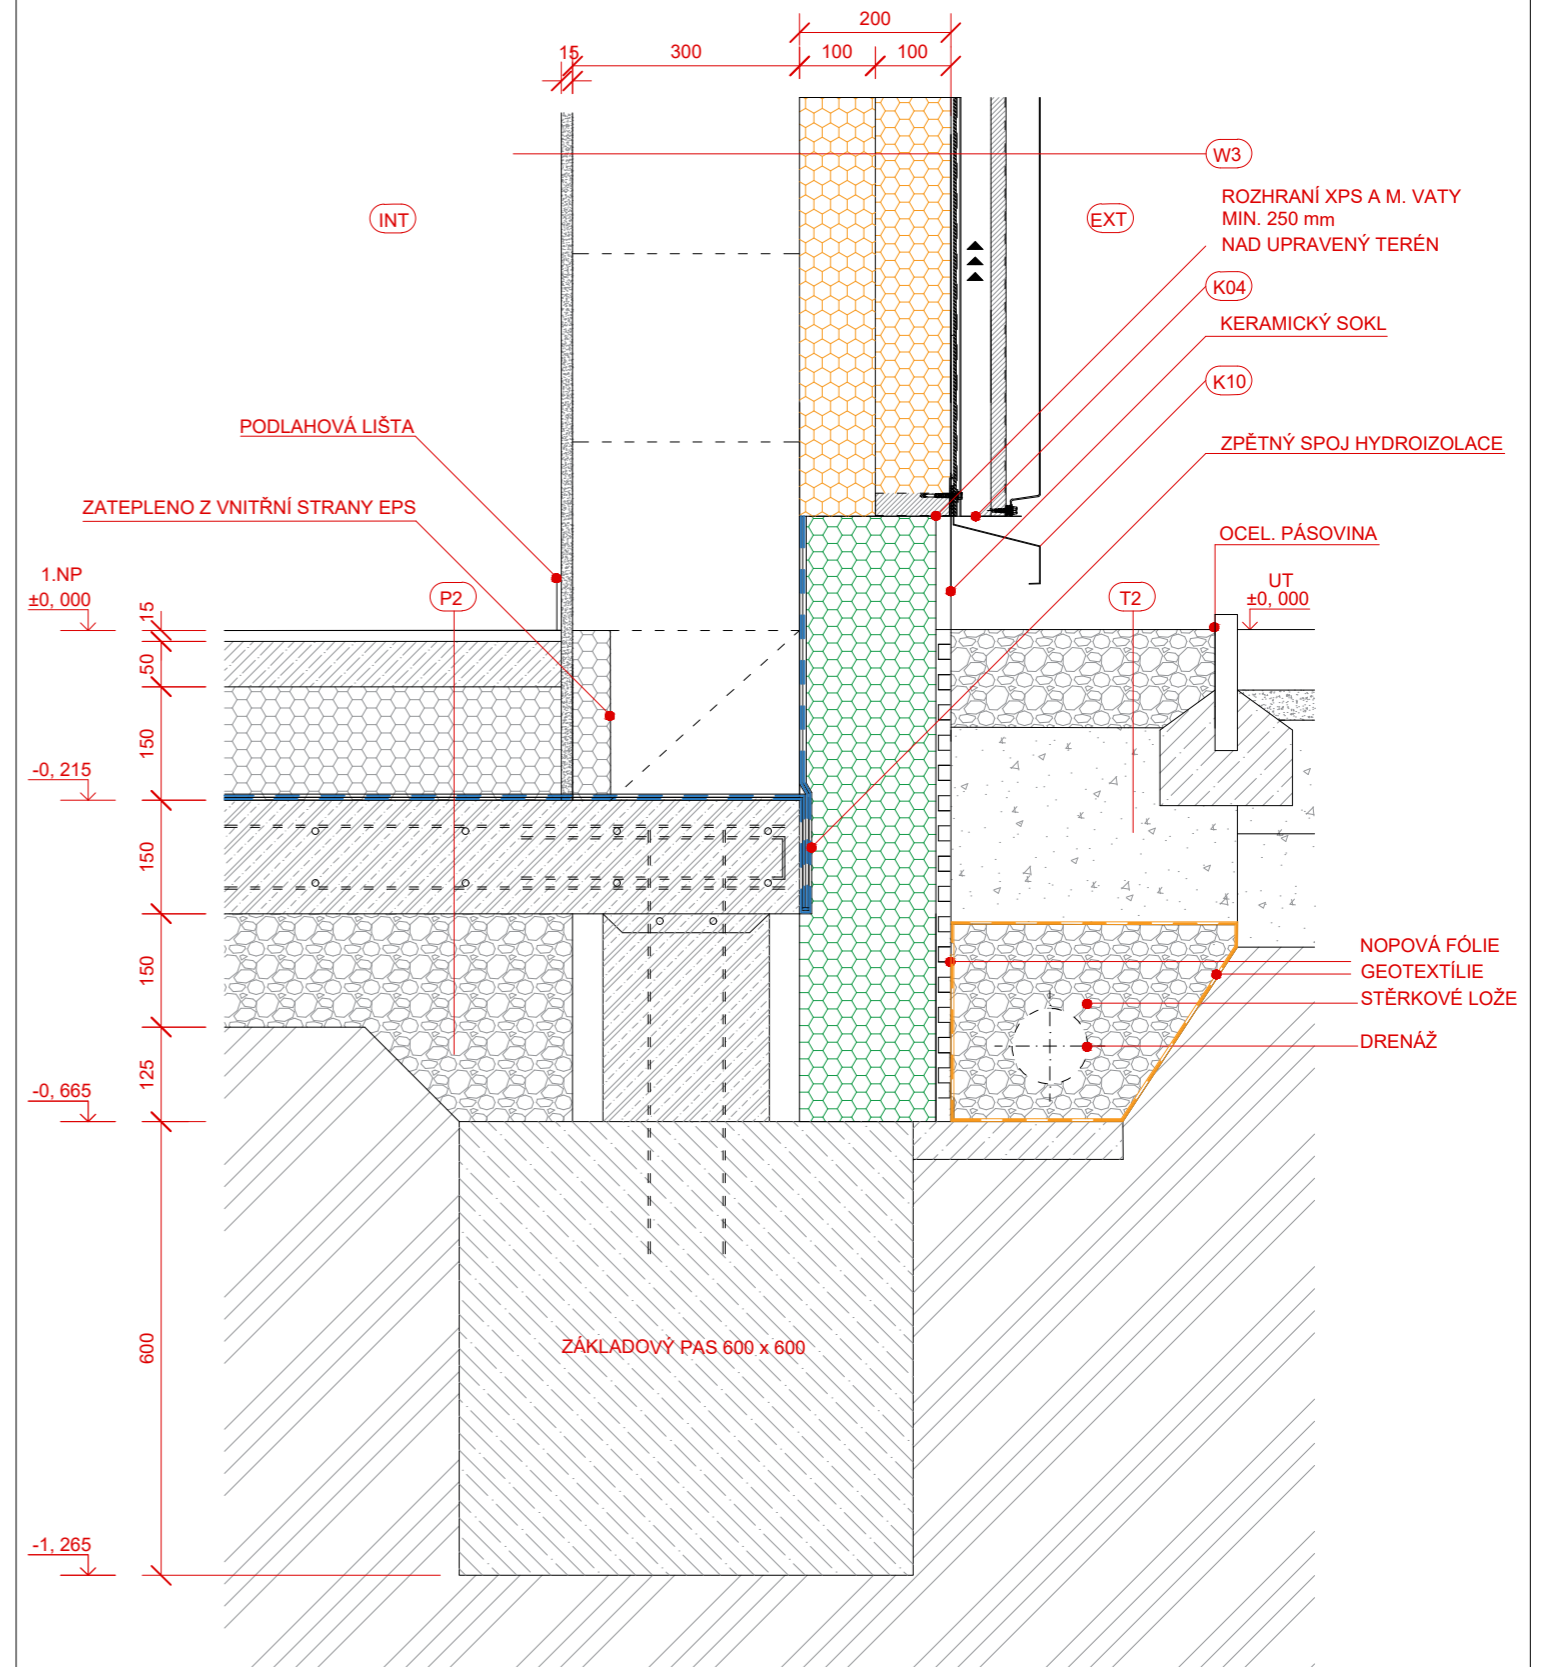 200
15
300
100
100
W3
ROZHRANÍ XPS A M. VATY
MIN. 250 mm
NAD UPRAVENÝ TERÉN
INT
EXT
K04
KERAMICKÝ SOKL
K10
PODLAHOVÁ LIŠTA
ZPĚTNÝ SPOJ HYDROIZOLACE
ZATEPLENO Z VNITŘNÍ STRANY EPS
OCEL. PÁSOVINA
1.NP
±0, 000
P2
T2
UT
±0, 000
15
50
150
-0, 215
150
150
NOPOVÁ FÓLIE
GEOTEXTÍLIE
STĚRKOVÉ LOŽE
DRENÁŽ
125
-0, 665
600
ZÁKLADOVÝ PAS 600 x 600
-1, 265